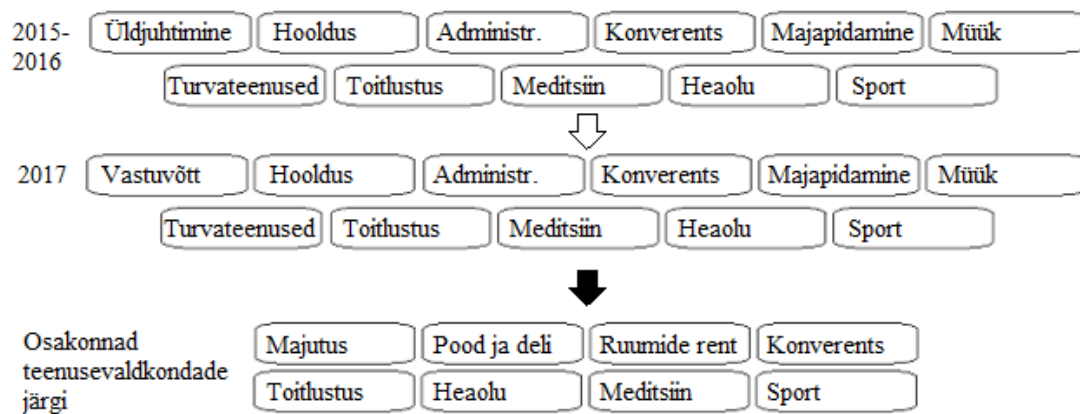 2015-
2016
Üldjuhtimine Hooldus Administr. Konverents Majapidamine Müük
Turvateenused Toitlustus Meditsiin Heaolu Sport
2017 Vastuvõtt Hooldus Administr. Konverents Majapidamine Müük
Turvateenused Toitlustus Meditsiin Heaolu Sport
Osakonnad
teenusevaldkondade
järgi
Majutus Pood ja deli Ruumide rent Konverents
Toitlustus Heaolu Meditsiin Sport